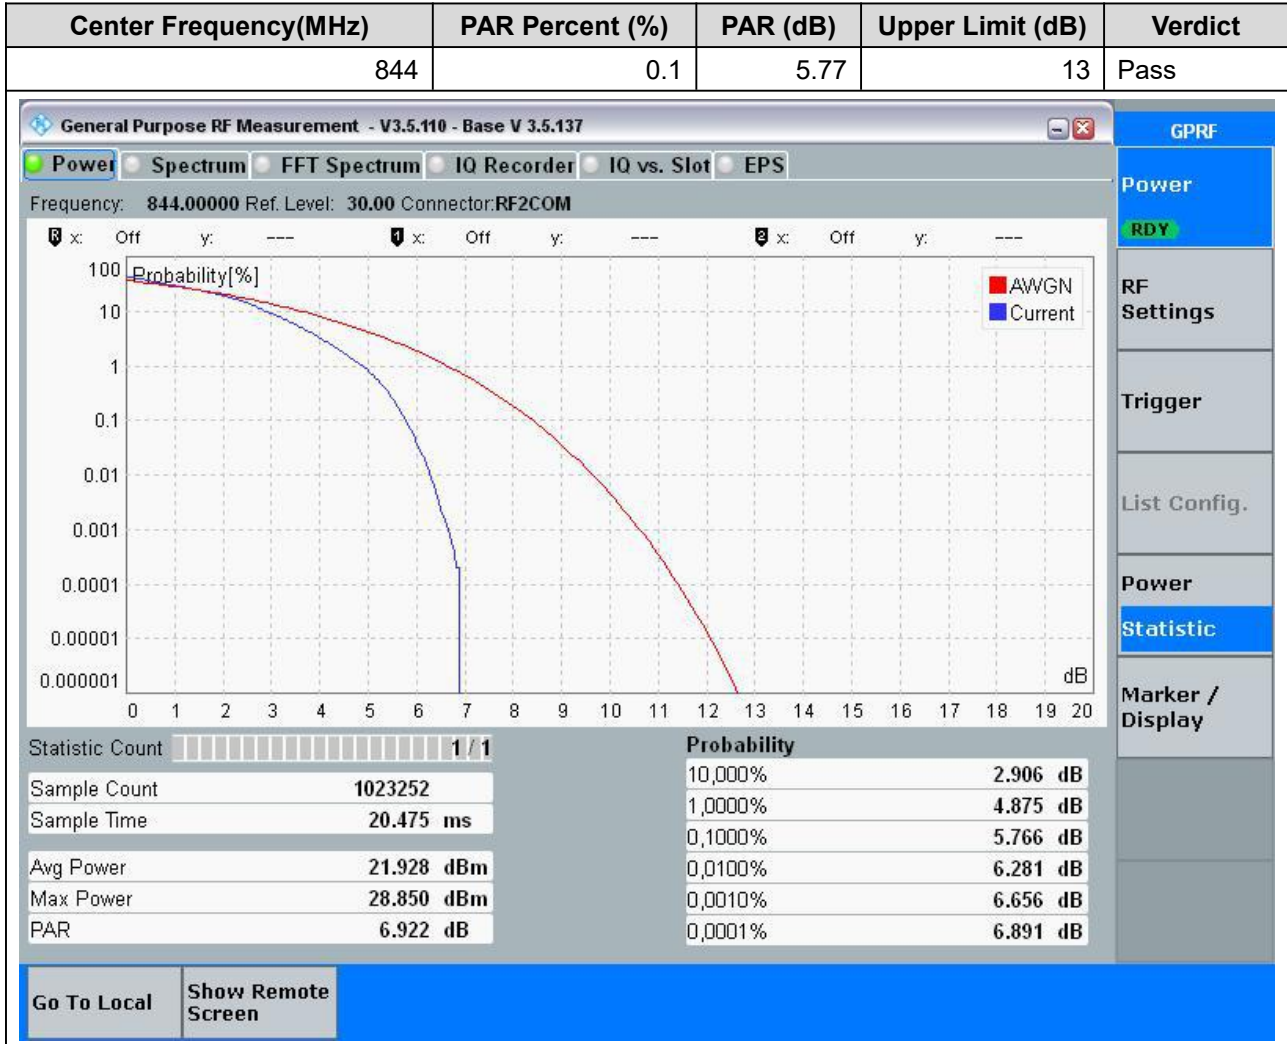 Center Frequency(MHz) PAR Percent (%) PAR (dB) Upper Limit (dB) Verdict
844 0.1 5.77 13 Pass
General Purpose RF Measurement - V3.5.110 - Base V 3.5.137
GPRF
Power Spectrum FFT Spectrum IQ Recorder IQ vs. Slot EPS
Power
RDY
Frequency: 844.00000 Ref. Level: 30.00 Connector:RF2COM
R x: Off y: --- 1 x: Off y: --- 2 x: Off y: ---
RF
Settings
Trigger
List Config.
Power
Statistic
Marker /
Display
Probability[%]
AWGN
Current
100
10
1
0.1
0.01
0.001
0.0001
0.00001
0.000001
dB
0 1 2 3 4 5 6 7 8 9 10 11 12 13 14 15 16 17 18 19 20
Statistic Count 1 / 1
Sample Count 1023252
Sample Time 20.475 ms
Avg Power 21.928 dBm
Max Power 28.850 dBm
PAR 6.922 dB
Probability
10,000% 2.906 dB
1,0000% 4.875 dB
0,1000% 5.766 dB
0,0100% 6.281 dB
0,0010% 6.656 dB
0,0001% 6.891 dB
Go To Local
Show Remote
Screen